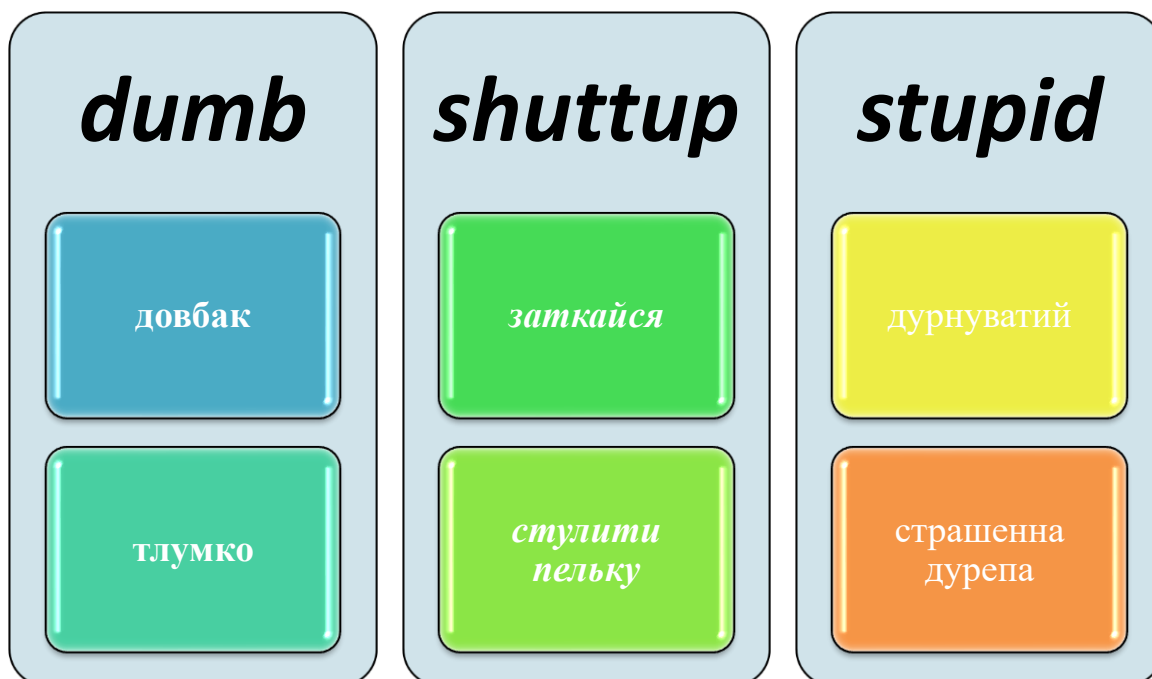 dumb
довбак
тлумко
shuttup
заткайся
стулити
пельку
stupid
дурнуватий
страшенна
дурепа